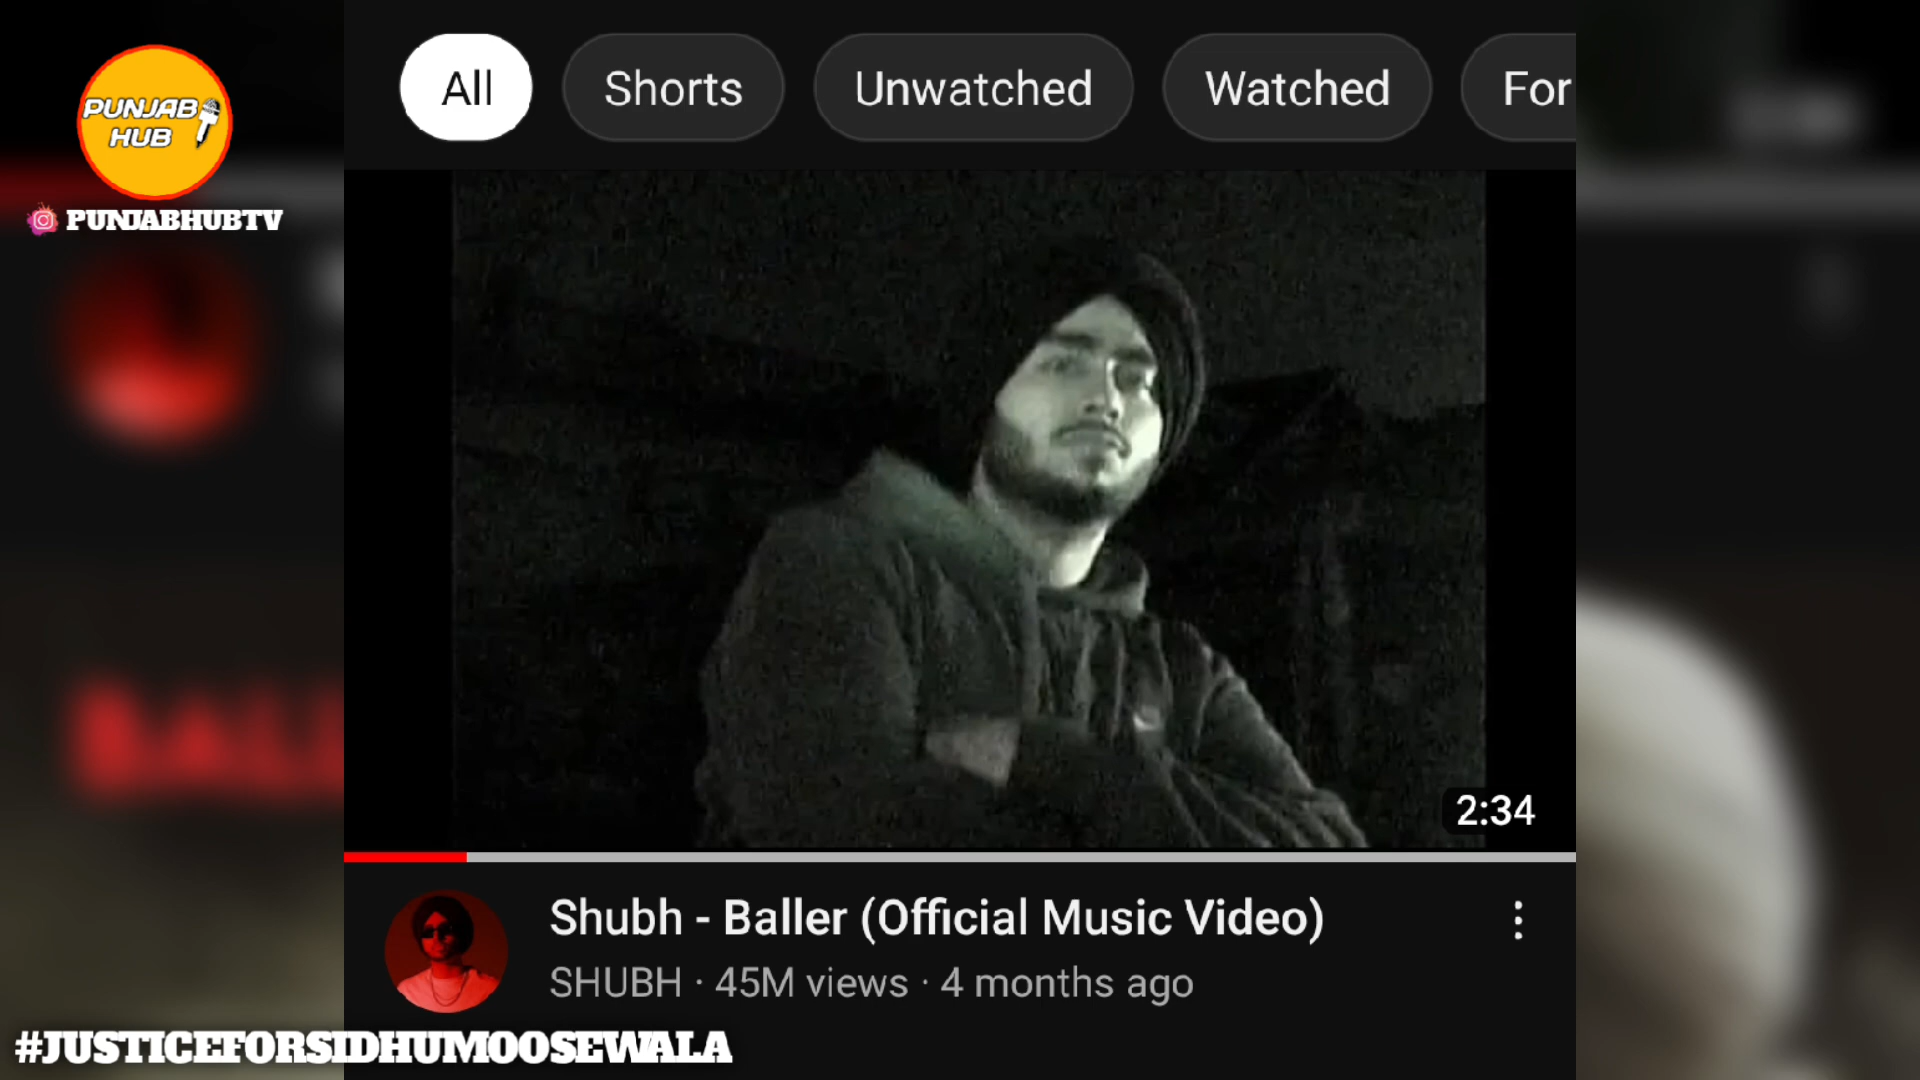 PUNJAB
HUB
PUNJABHUBTV
All
Shorts
Unwatched
Watched
For
2:34
Shubh - Baller (Official Music Video)
SHUBH · 45M views · 4 months ago
#JUSTICEFORSIDHUMOOSEWALA